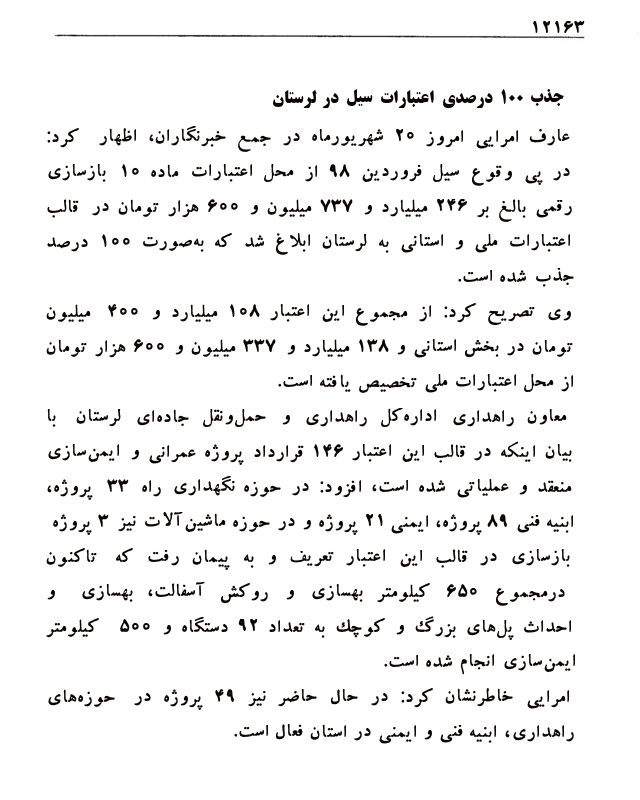 ۱۲۱۶۳
جذب ۱۰۰ درصدی اعتبارات سیل در لرستان
عارف امرایی امروز ۲۰ شهریورماه در جمع خبرنگاران، اظهار کرد:
در پی وقوع سیل فروردین ۹۸ از محل اعتبارات ماده ۱۰ بازسازی
رقمی بالغ بر ۲۴۶ میلیارد و ۷۳۷ میلیون و ۶۰۰ هزار تومان در قالب
اعتبارات ملی و استانی به لرستان ابلاغ شد که به‌صورت ۱۰۰ درصد
جذب شده است.
وی تصریح کرد: از مجموع این اعتبار ۱۰۸ میلیارد و ۴۰۰ میلیون
تومان در بخش استانی و ۱۳۸ میلیارد و ۳۳۷ میلیون و ۶۰۰ هزار تومان
از محل اعتبارات ملی تخصیص یافته است.
معاون راهداری اداره‌کل راهداری و حمل‌ونقل جاده‌ای لرستان با
بیان اینکه در قالب این اعتبار ۱۴۶ قرارداد پروژه عمرانی و ایمن‌سازی
منعقد و عملیاتی شده است، افزود: در حوزه نگهداری راه ۳۳ پروژه،
ابنیه فنی ۸۹ پروژه، ایمنی ۲۱ پروژه و در حوزه ماشین‌آلات نیز ۳ پروژه
بازسازی در قالب این اعتبار تعریف و به پیمان رفت که تاکنون
درمجموع ۶۵۰ کیلومتر بهسازی و روکش آسفالت، بهسازی و
احداث پل‌های بزرگ و کوچک به تعداد ۹۲ دستگاه و ۵۰۰ کیلومتر
ایمن‌سازی انجام شده است.
امرایی خاطرنشان کرد: در حال حاضر نیز ۴۹ پروژه در حوزه‌های
راهداری، ابنیه فنی و ایمنی در استان فعال است.